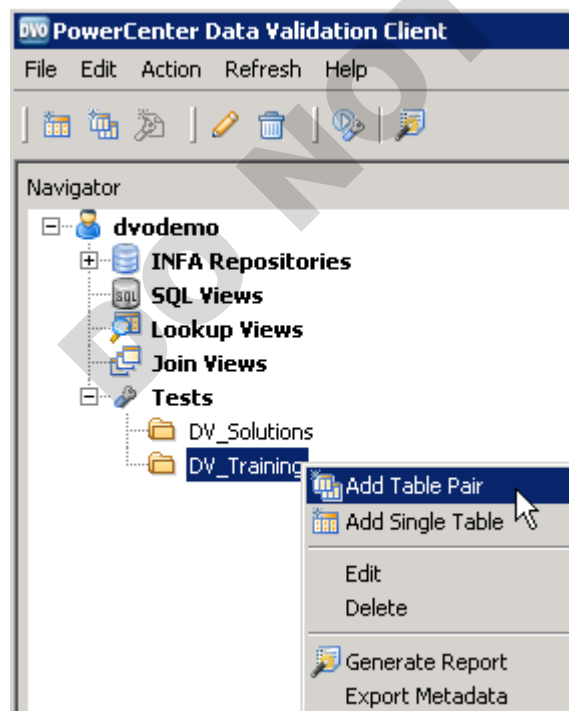 DVO PowerCenter Data Validation Client
File Edit Action Refresh Help
Navigator
dvodemo
INFA Repositories
SQL SQL Views
Lookup Views
Join Views
Tests
DV_Solutions
DV_Training
Add Table Pair
Add Single Table
Edit
Delete
Generate Report
Export Metadata
DO NOT